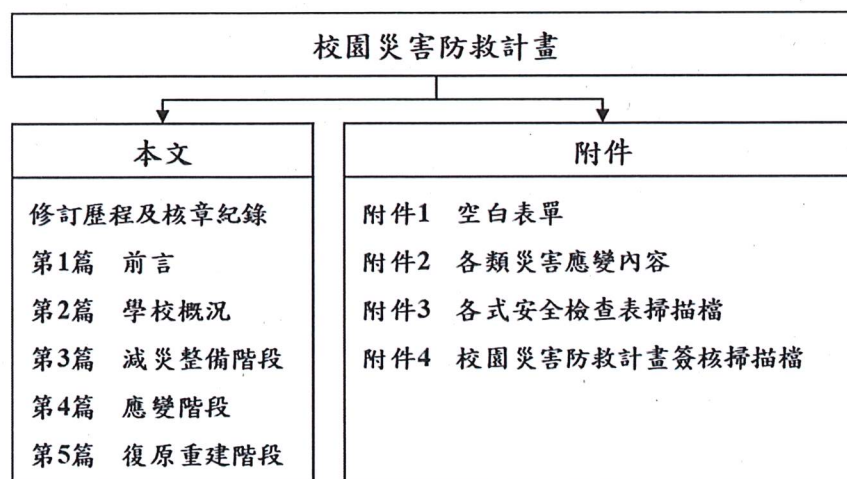 校園災害防救計畫
本文
修訂歷程及核章紀錄
第1篇 前言
第2篇 學校概況
第3篇 減災整備階段
第4篇 應變階段
第5篇 復原重建階段
附件
附件1 空白表單
附件2 各類災害應變內容
附件3 各式安全檢查表掃描檔
附件4 校園災害防救計畫簽核掃描檔